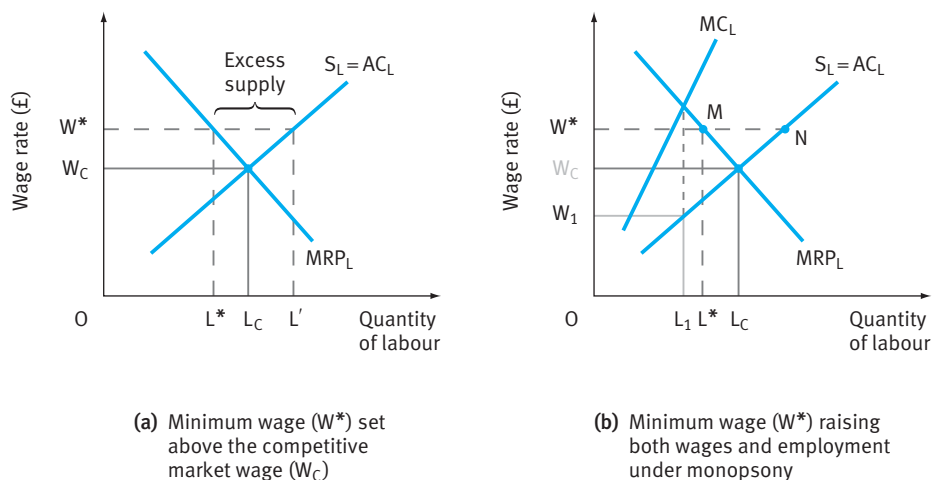 Wage rate (£)
Excess
supply
S_L = AC_L
W*
W_C
MRP_L
O
L*
L_C
L′
Quantity
of labour
(a) Minimum wage (W*) set
above the competitive
market wage (W_C)
Wage rate (£)
MC_L
S_L = AC_L
M
N
W*
W_C
W_1
MRP_L
O
L_1
L*
L_C
Quantity
of labour
(b) Minimum wage (W*) raising
both wages and employment
under monopsony